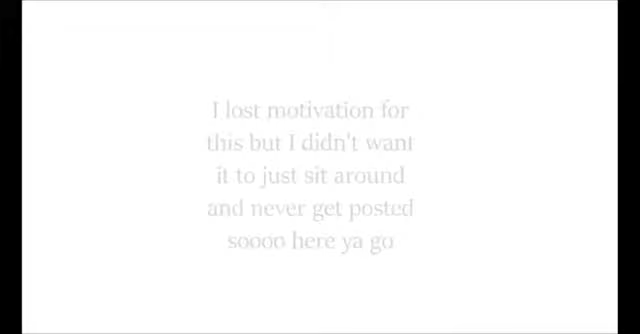 I lost motivation for
this but I didn't want
it to just sit around
and never get posted
soooo here ya go